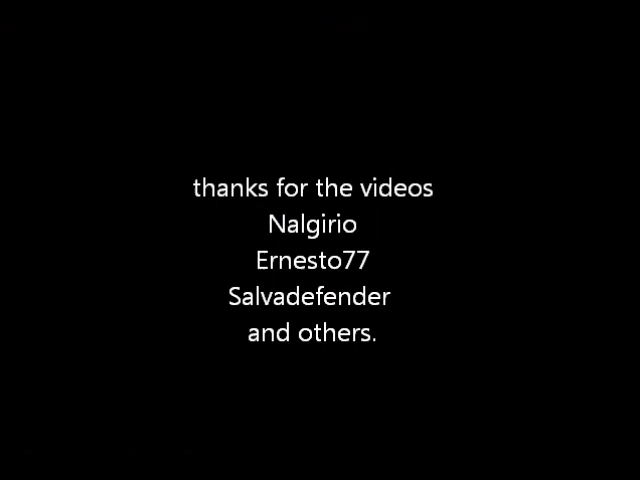 thanks for the videos
Nalgirio
Ernesto77
Salvadefender
and others.